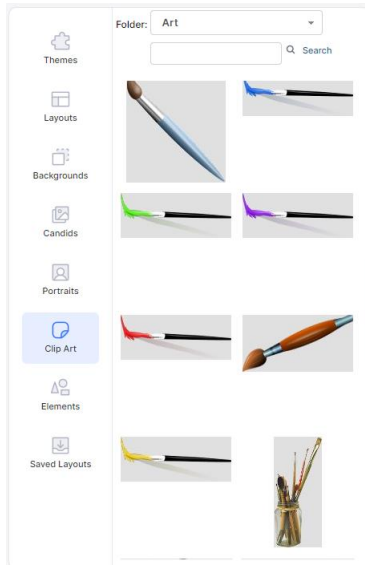 Folder: Art
Search
Themes
Layouts
Backgrounds
Candids
Portraits
Clip Art
Elements
Saved Layouts